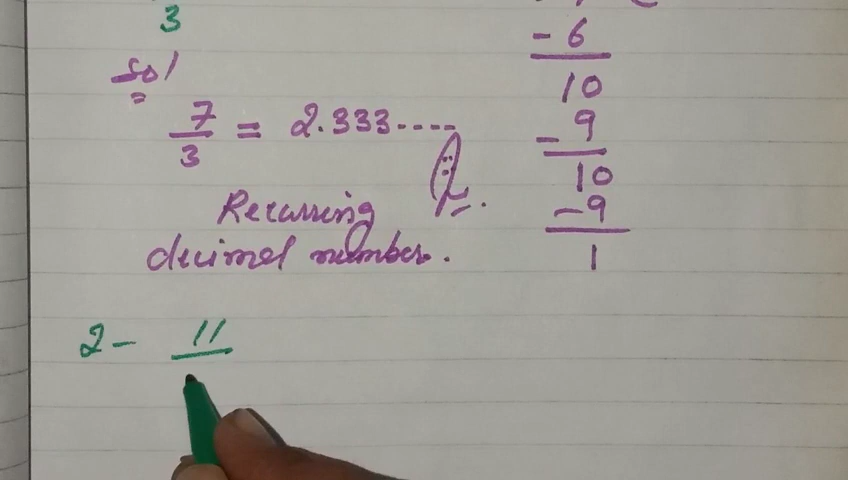 3
Sol
7/3 = 2.333----
Recurring
decimal number.
- 6
10
- 9
10
- 9
1
2- 11